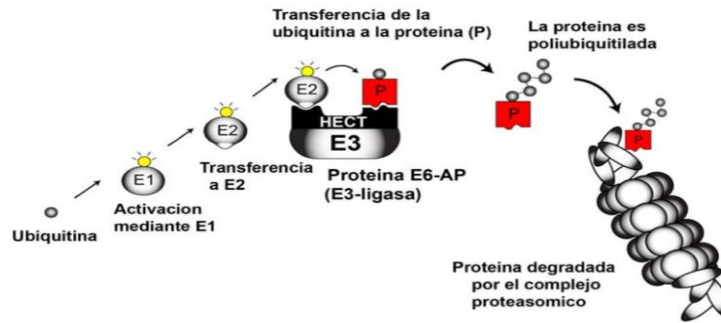 Transferencia de la
ubiquitina a la proteina (P)
La proteina es
poliubiquitilada
E2
P
HECT
E3
E2
P
P
E1
Transferencia
a E2
Proteina E6-AP
(E3-ligasa)
Ubiquitina
Activacion
mediante E1
Proteina degradada
por el complejo
proteasomico